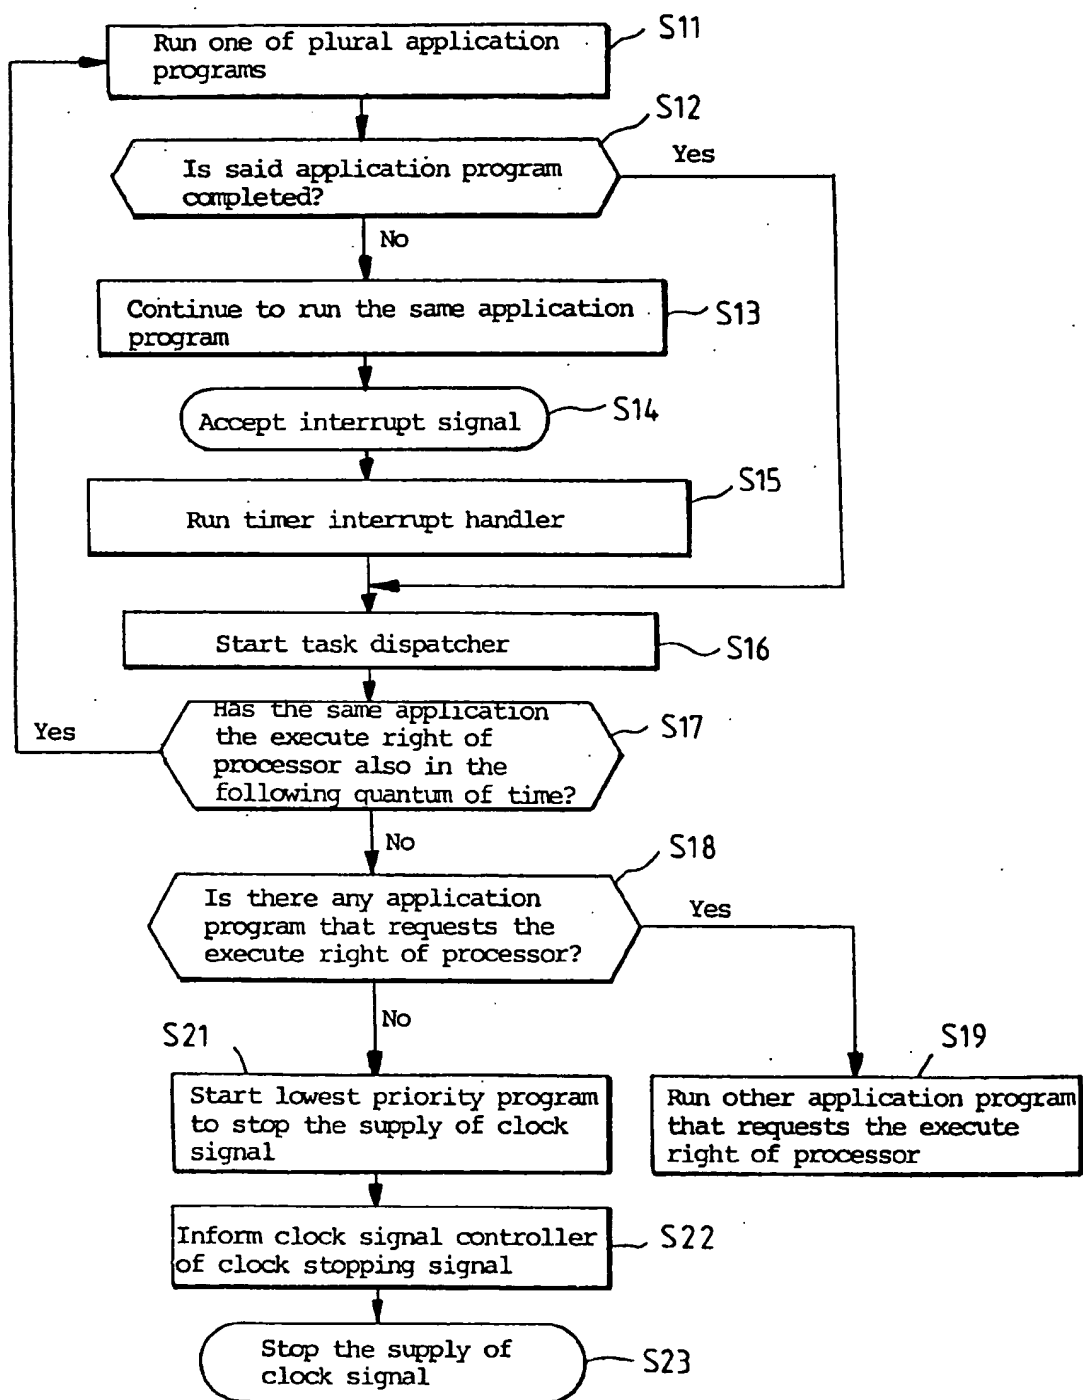 S11
Run one of plural application
programs
S12
Is said application program
completed?
Yes
No
Continue to run the same application
program
S13
Accept interrupt signal
S14
S15
Run timer interrupt handler
Start task dispatcher
S16
Has the same application
the execute right of
processor also in the
following quantum of time?
S17
Yes
No
S18
Is there any application
program that requests the
execute right of processor?
Yes
No
S21
Start lowest priority program
to stop the supply of clock
signal
S19
Run other application program
that requests the execute
right of processor
Inform clock signal controller
of clock stopping signal
S22
Stop the supply of
clock signal
S23